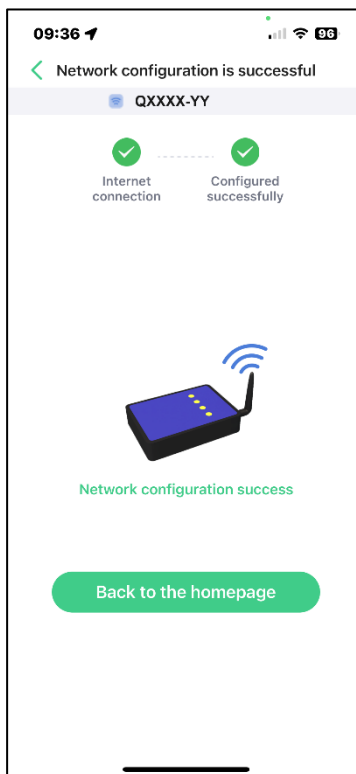 09:36
96
Network configuration is successful
QXXXX-YY
Internet
connection
Configured
successfully
Network configuration success
Back to the homepage